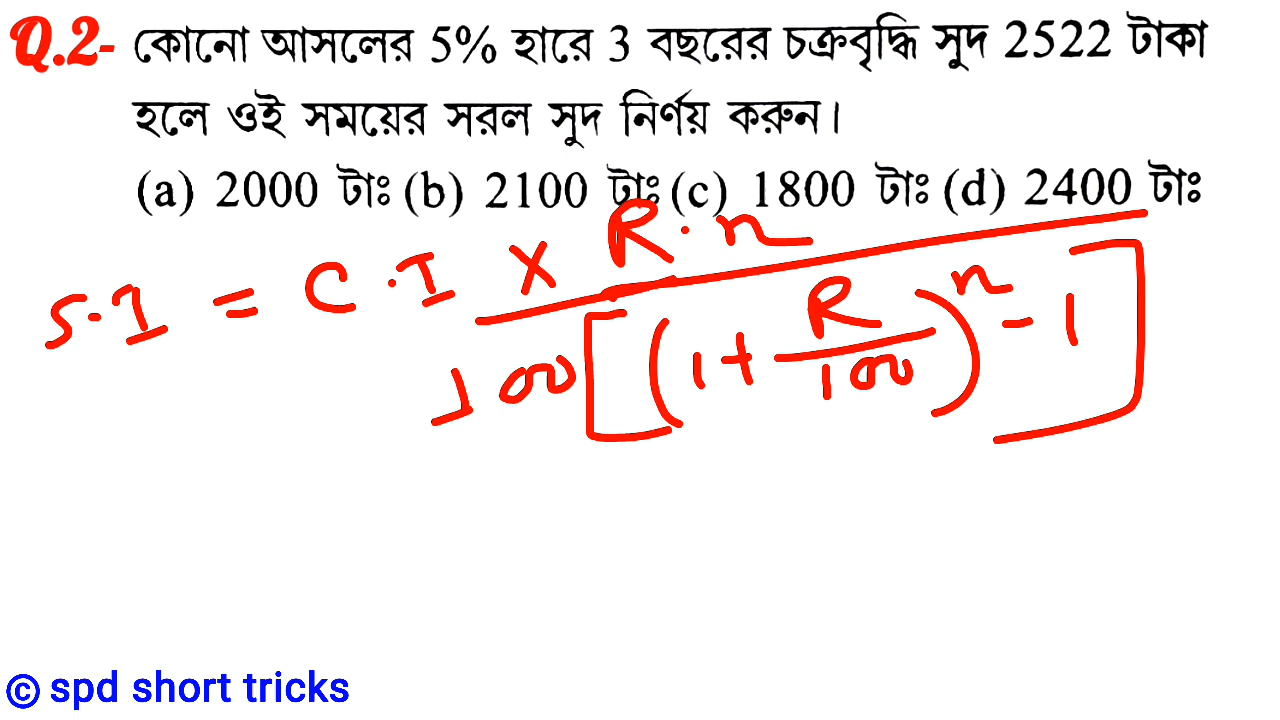 Q.2- কোনো আসলের 5% হারে 3 বছরের চক্রবৃদ্ধি সুদ 2522 টাকা
হলে ওই সময়ের সরল সুদ নির্ণয় করুন।
(a) 2000 টাঃ (b) 2100 টাঃ (c) 1800 টাঃ (d) 2400 টাঃ
S.I = C.I × R.n / 100[(1+R/100)^n - 1]
© spd short tricks